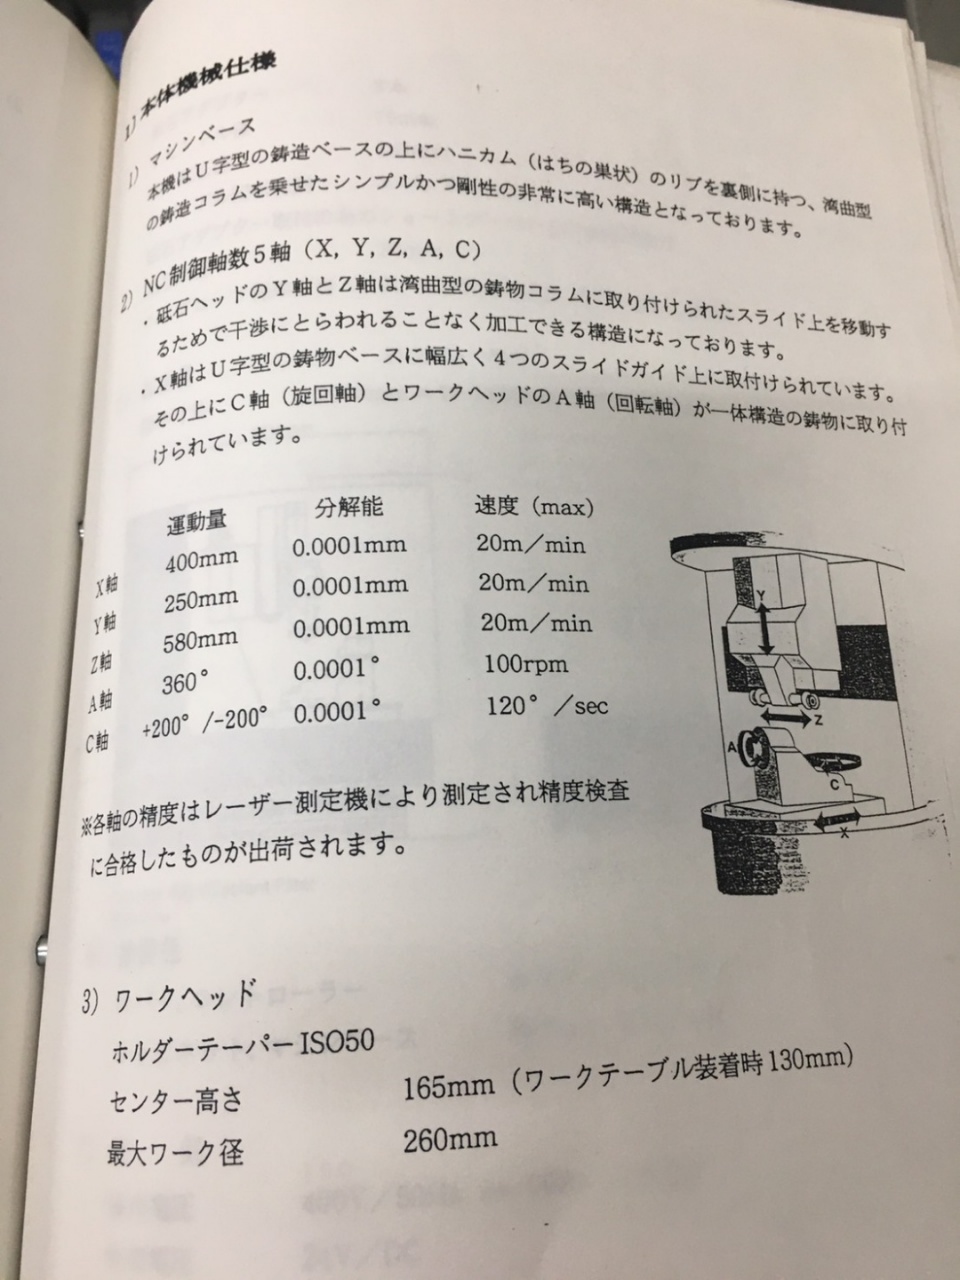 1) 本体機械仕様
1) マシンベース
本機はU字型の鋳造ベースの上にハニカム（はちの巣状）のリブを裏側に持つ、湾曲型
の鋳造コラムを乗せたシンプルかつ剛性の非常に高い構造となっております。
2) NC制御軸数5軸（X, Y, Z, A, C）
・砥石ヘッドのY軸とZ軸は湾曲型の鋳物コラムに取り付けられたスライド上を移動す
るためで干渉にとらわれることなく加工できる構造になっております。
・X軸はU字型の鋳物ベースに幅広く4つのスライドガイド上に取付けられています。
その上にC軸（旋回軸）とワークヘッドのA軸（回転軸）が一体構造の鋳物に取り付
けられています。
運動量 分解能 速度（max）
X軸 400mm 0.0001mm 20m／min
Y軸 250mm 0.0001mm 20m／min
Z軸 580mm 0.0001mm 20m／min
A軸 360° 0.0001° 100rpm
C軸 +200° /-200° 0.0001° 120° ／sec
Y
Z
A
C
X
※各軸の精度はレーザー測定機により測定され精度検査
に合格したものが出荷されます。
3) ワークヘッド
ホルダーテーパーISO50
センター高さ 165mm（ワークテーブル装着時130mm）
最大ワーク径 260mm